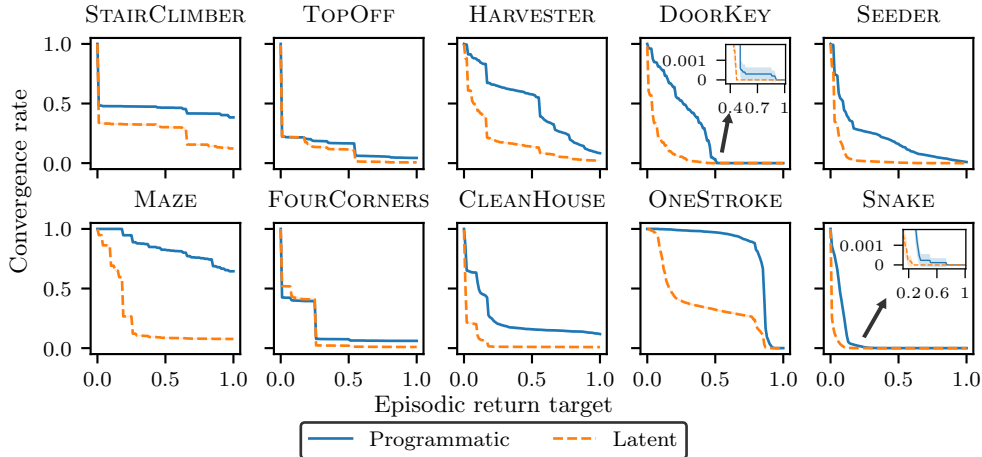 STAIRCLIMBER TOPOFF HARVESTER DOORKEY SEEDER
1.0
0.5
0.0
0.001
0
0.4 0.7 1
MAZE FOURCORNERS CLEANHOUSE ONESTROKE SNAKE
1.0
0.5
0.0
0.001
0
0.2 0.6 1
0.0 0.5 1.0 0.0 0.5 1.0 0.0 0.5 1.0 0.0 0.5 1.0 0.0 0.5 1.0
Convergence rate
Episodic return target
Programmatic Latent